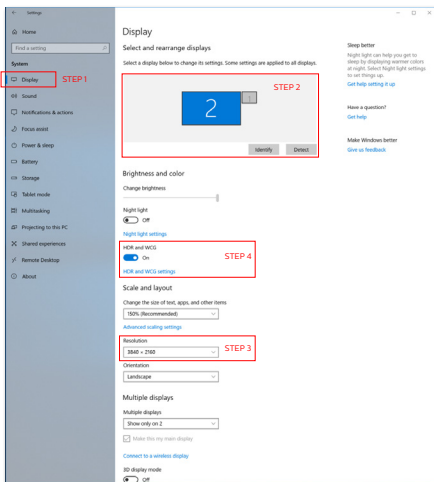 Settings
Home
Find a setting
System
Display
STEP 1
Sound
Notifications & actions
Focus assist
Power & sleep
Battery
Storage
Tablet mode
Multitasking
Projecting to this PC
Shared experiences
Remote Desktop
About
Display
Select and rearrange displays
Select a display below to change its settings. Some settings are applied to all displays.
STEP 2
2
1
Identify
Detect
Brightness and color
Change brightness
Night light
Off
Night light settings
HDR and WCG
On
STEP 4
HDR and WCG settings
Scale and layout
Change the size of text, apps, and other items
150% (Recommended)
Advanced scaling settings
Resolution
3840 × 2160
STEP 3
Orientation
Landscape
Multiple displays
Multiple displays
Show only on 2
Make this my main display
Connect to a wireless display
3D display mode
Off
Sleep better
Night light can help you get to
sleep by displaying warmer colors
at night. Select Night light settings
to set things up.
Get help setting it up
Have a question?
Get help
Make Windows better
Give us feedback